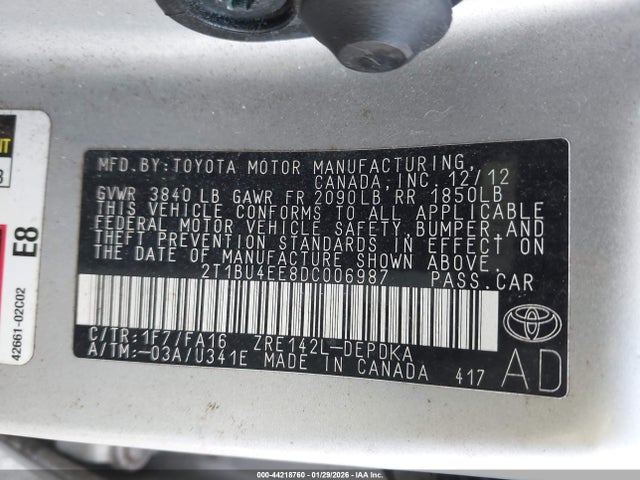 MFD. BY: TOYOTA MOTOR MANUFACTURING,
CANADA, INC. 12/12
GVWR 3840 LB GAWR FR 2090 LB RR 1850LB
THIS VEHICLE CONFORMS TO ALL APPLICABLE
FEDERAL MOTOR VEHICLE SAFETY, BUMPER, AND
THEFT PREVENTION STANDARDS IN EFFECT ON
THE DATE OF MANUFACTURE SHOWN ABOVE.
2T1BU4EE8DC006987 PASS. CAR
C/TR: 1F7/FA16 ZRE142L-DEPDKA
A/TM: -03A/U341E MADE IN CANADA 417
AD
E8
42661-02C02
000-44218760 - 01/29/2026 - IAA Inc.